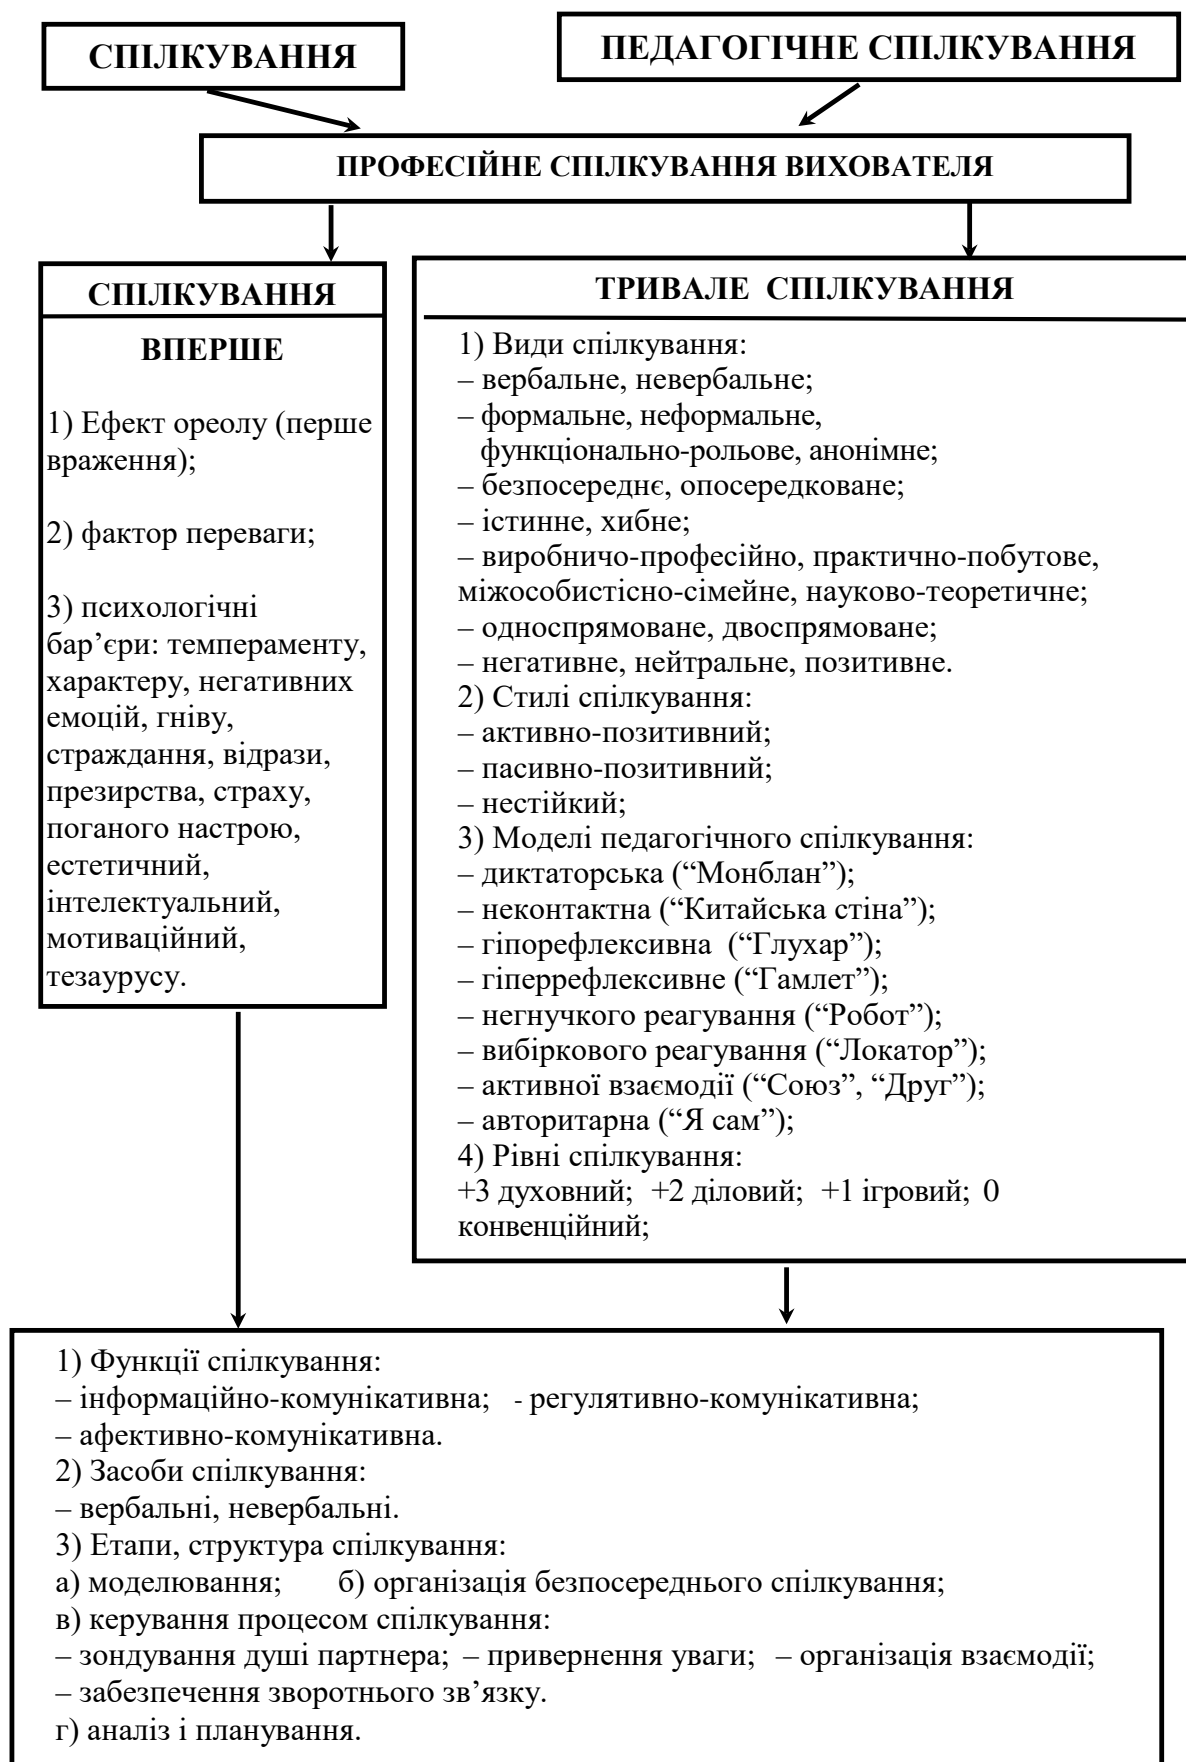 СПІЛКУВАННЯ
ПЕДАГОГІЧНЕ СПІЛКУВАННЯ
ПРОФЕСІЙНЕ СПІЛКУВАННЯ ВИХОВАТЕЛЯ
СПІЛКУВАННЯ
ВПЕРШЕ
1) Ефект ореолу (перше
враження);
2) фактор переваги;
3) психологічні
бар’єри: темпераменту,
характеру, негативних
емоцій, гніву,
страждання, відрази,
презирства, страху,
поганого настрою,
естетичний,
інтелектуальний,
мотиваційний,
тезаурусу.
ТРИВАЛЕ СПІЛКУВАННЯ
1) Види спілкування:
– вербальне, невербальне;
– формальне, неформальне,
функціонально-рольове, анонімне;
– безпосереднє, опосередковане;
– істинне, хибне;
– виробничо-професійно, практично-побутове,
міжособистісно-сімейне, науково-теоретичне;
– односпрямоване, двоспрямоване;
– негативне, нейтральне, позитивне.
2) Стилі спілкування:
– активно-позитивний;
– пасивно-позитивний;
– нестійкий;
3) Моделі педагогічного спілкування:
– диктаторська (“Монблан”);
– неконтактна (“Китайська стіна”);
– гіпорефлексивна (“Глухар”);
– гіперрефлексивне (“Гамлет”);
– негнучкого реагування (“Робот”);
– вибіркового реагування (“Локатор”);
– активної взаємодії (“Союз”, “Друг”);
– авторитарна (“Я сам”);
4) Рівні спілкування:
+3 духовний; +2 діловий; +1 ігровий; 0
конвенційний;
1) Функції спілкування:
– інформаційно-комунікативна; - регулятивно-комунікативна;
– афективно-комунікативна.
2) Засоби спілкування:
– вербальні, невербальні.
3) Етапи, структура спілкування:
а) моделювання; б) організація безпосереднього спілкування;
в) керування процесом спілкування:
– зондування душі партнера; – привернення уваги; – організація взаємодії;
– забезпечення зворотнього зв’язку.
г) аналіз і планування.